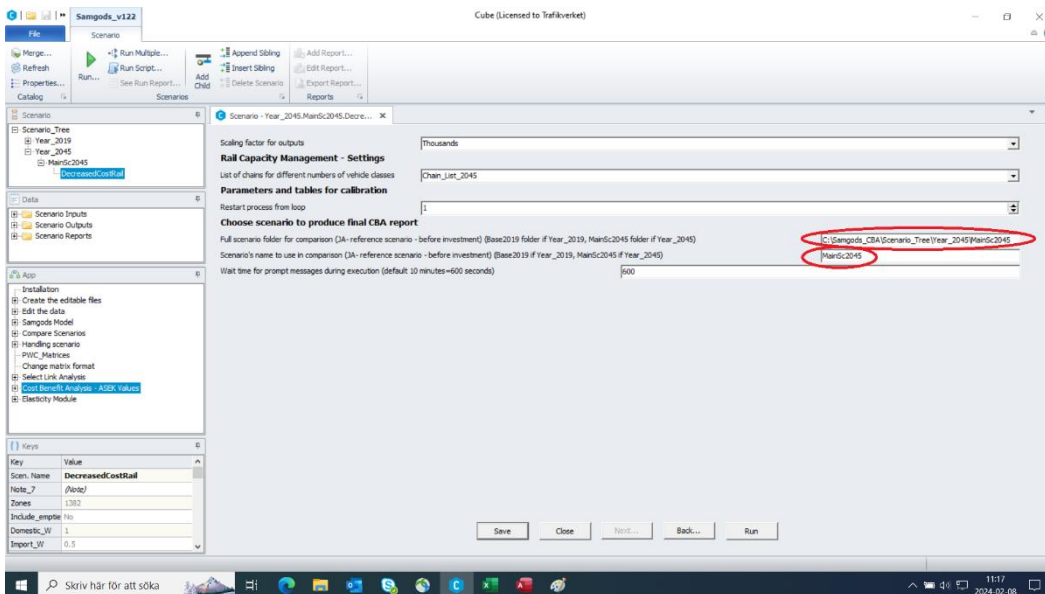 Samgods_v122
Cube (Licensed to Trafikverket)
File
Scenario
Merge...
Refresh
Properties...
Catalog
Run...
Run Multiple...
Run Script...
See Run Report...
Scenarios
Add Child
Append Sibling
Insert Sibling
Delete Scenario
Add Report...
Edit Report...
Export Report...
Reports
Scenario
Scenario_Tree
Year_2019
Year_2045
MainSc2045
DecreasedCostRail
Data
Scenario Inputs
Scenario Outputs
Scenario Reports
App
Installation
Create the editable files
Edit the data
Samgods Model
Compare Scenarios
Handling scenario
PWC_Matrices
Change matrix format
Select Link Analysis
Cost Benefit Analysis - ASEK Values
Elasticity Module
Keys
Key Value
Scen. Name DecreasedCostRail
Note_7 (Note)
Zones 1382
Include_emptie No
Domestic_W 1
Import_W 0.5
Scenario - Year_2045.MainSc2045.Decre...
Scaling factor for outputs Thousands
Rail Capacity Management - Settings
List of chains for different numbers of vehicle classes Chain_List_2045
Parameters and tables for calibration
Restart process from loop 1
Choose scenario to produce final CBA report
Full scenario folder for comparison (JA- reference scenario - before investment) (Base2019 folder if Year_2019, MainSc2045 folder if Year_2045) C:\Samgods_CBA\Scenario_Tree\Year_2045\MainSc2045
Scenario's name to use in comparison (JA- reference scenario - before investment) (Base2019 if Year_2019, MainSc2045 if Year_2045) MainSc2045
Wait time for prompt messages during execution (default 10 minutes=600 seconds) 600
Save Close Next... Back... Run
Skriv här för att söka
11:17
2024-02-08